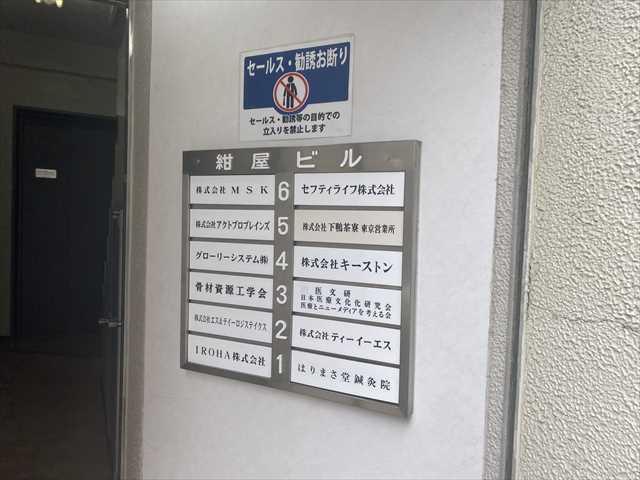 セールス・勧誘お断り
セールス・勧誘等の目的での
立入りを禁止します
紺屋ビル
株式会社MSK 6 セフティライフ株式会社
株式会社アクトプロブレインズ 5 株式会社下鴨茶寮 東京営業所
グローリーシステム㈱ 4 株式会社キーストン
骨材資源工学会 3 医文研
日本医療文化化研究会
医療とニューメディアを考える会
株式会社エス&テイーロジステイクス 2 株式会社ティーイーエス
IROHA株式会社 1 はりまさ堂鍼灸院